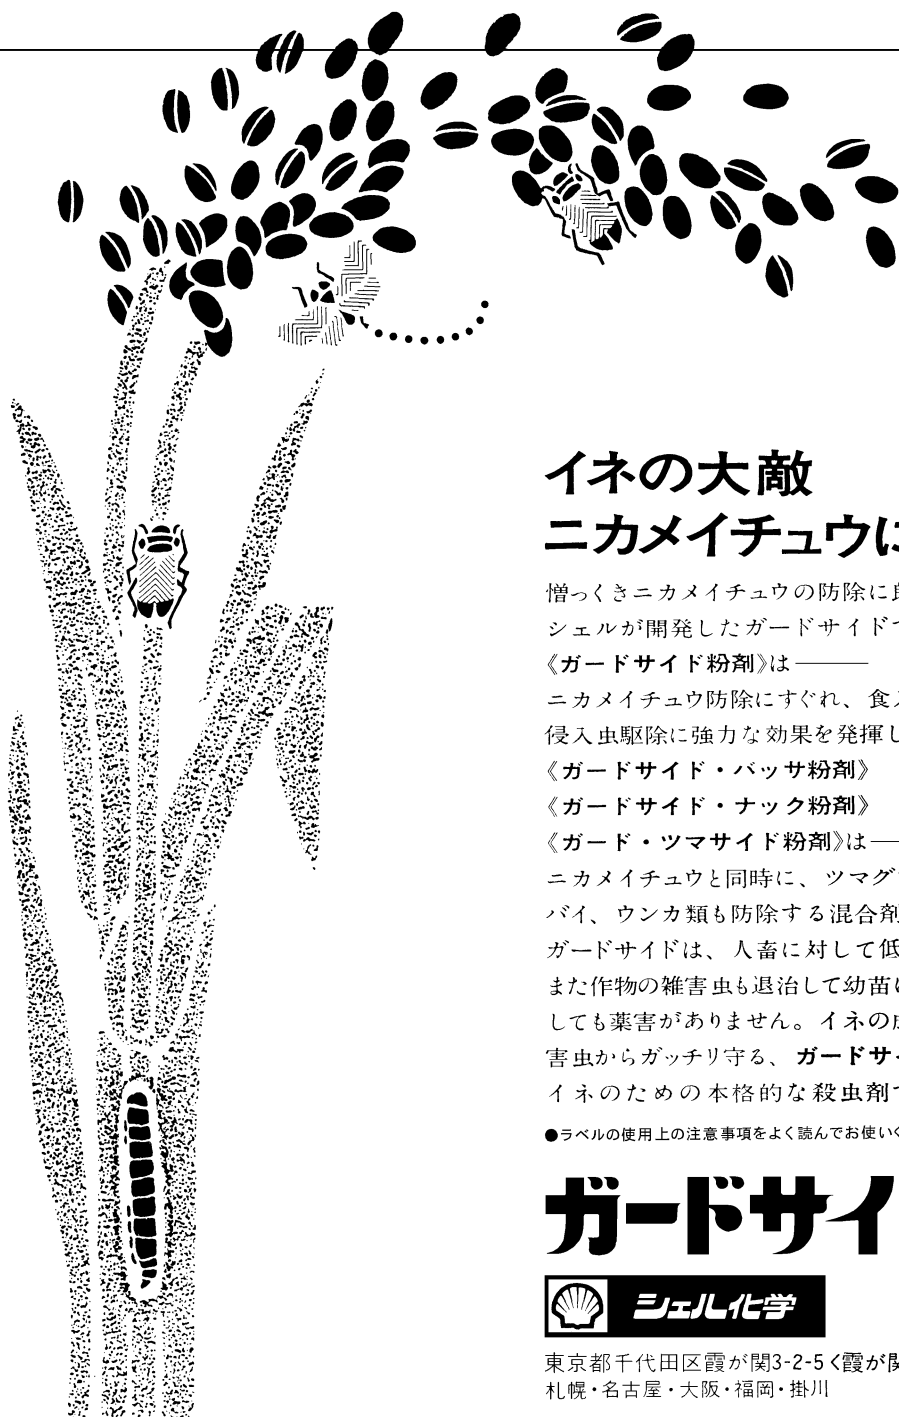 イネの大敵
ニカメイチュウに
憎っくきニカメイチュウの防除に
シェルが開発したガードサイド
《ガードサイド粉剤》は———
ニカメイチュウ防除にすぐれ、食
侵入虫駆除に強力な効果を発揮し
《ガードサイド・バッサ粉剤》
《ガードサイド・ナック粉剤》
《ガード・ツマサイド粉剤》は—
ニカメイチュウと同時に、ツマグ
バイ、ウンカ類も防除する混合剤
ガードサイドは、人畜に対して低
また作物の雑害虫も退治して幼苗
しても薬害がありません。イネの
害虫からガッチリ守る、ガードサ
イネのための本格的な殺虫剤
●ラベルの使用上の注意事項をよく読んでお使い
ガードサイ
シェル化学
東京都千代田区霞が関3-2-5く霞が関
札幌・名古屋・大阪・福岡・掛川